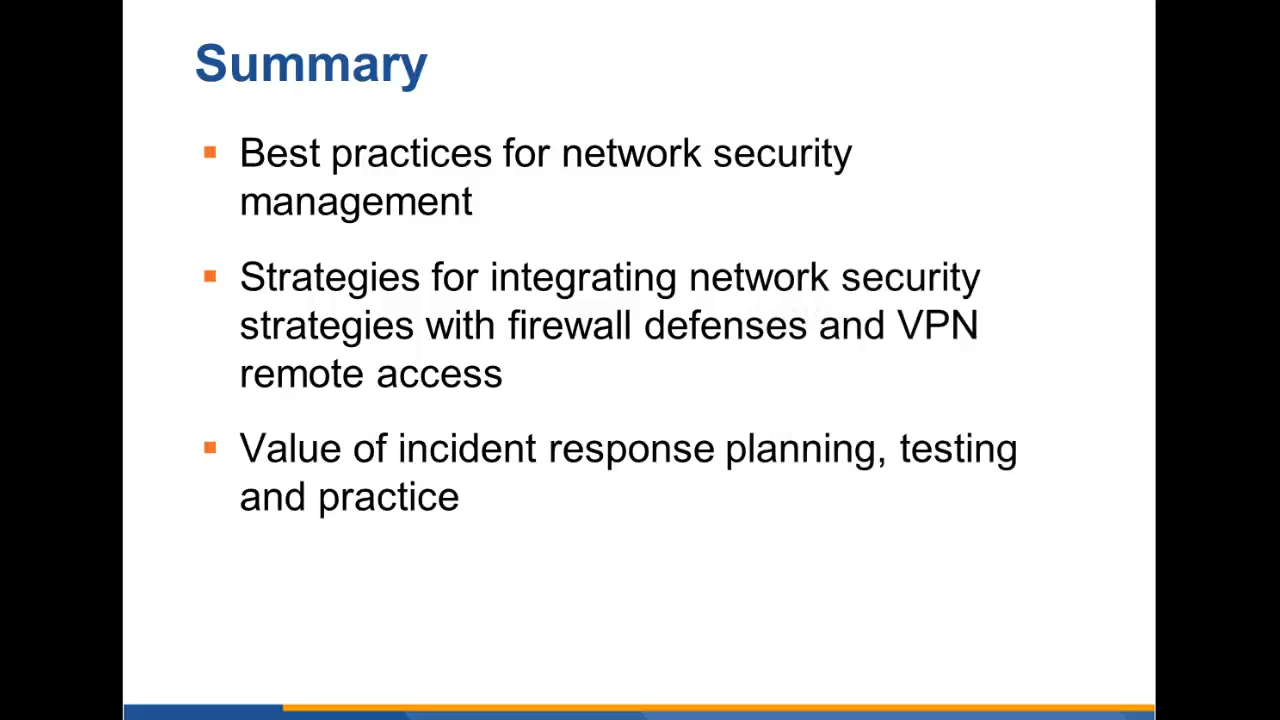 Summary
Best practices for network security
management
Strategies for integrating network security
strategies with firewall defenses and VPN
remote access
Value of incident response planning, testing
and practice